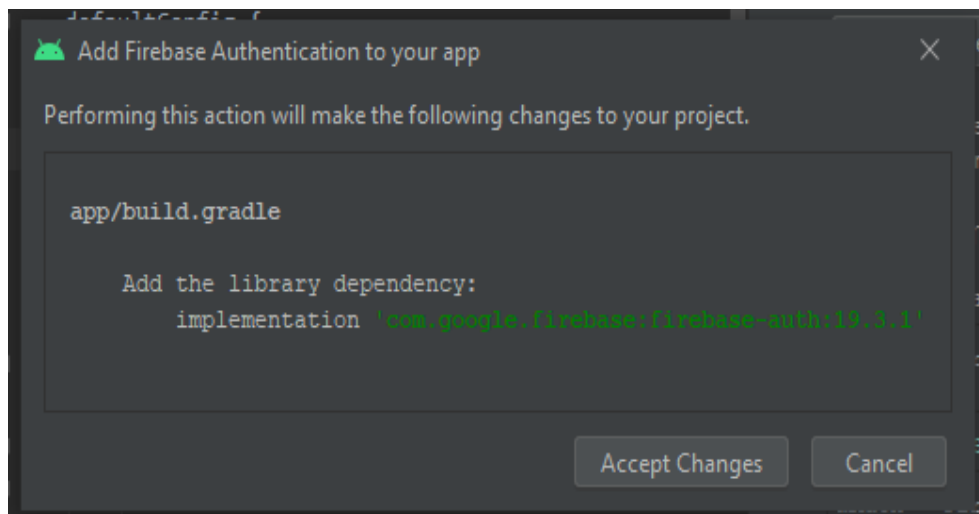 defaultConfig {
Add Firebase Authentication to your app
Performing this action will make the following changes to your project.
app/build.gradle
Add the library dependency:
implementation 'com.google.firebase:firebase-auth:19.3.1'
Accept Changes
Cancel